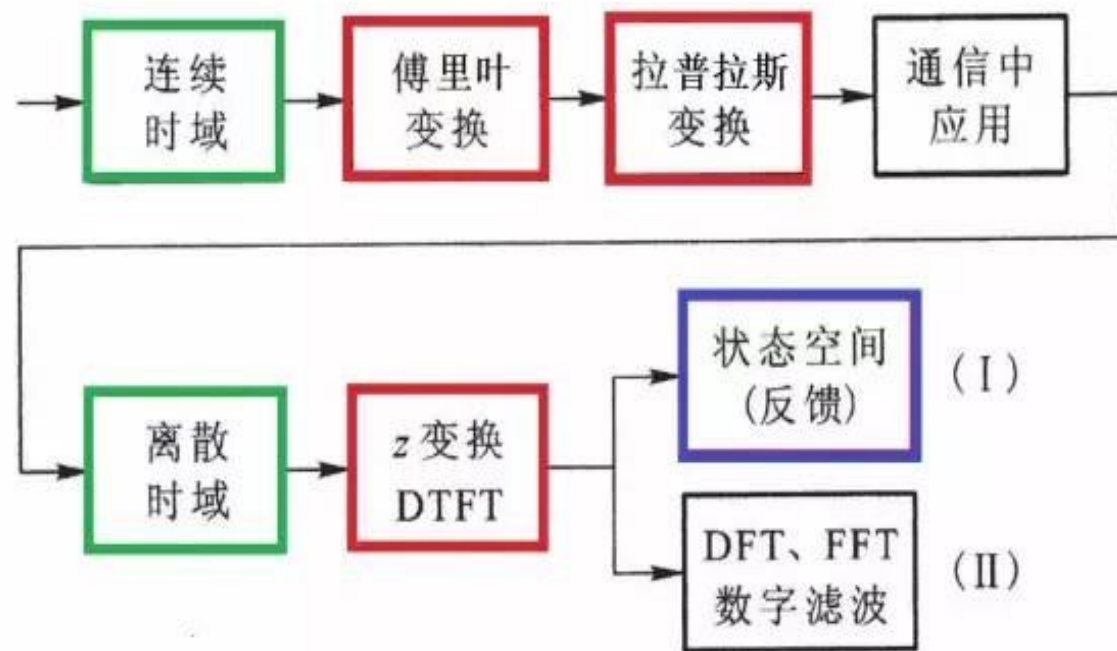 连续
时域
傅里叶
变换
拉普拉斯
变换
通信中
应用
离散
时域
z变换
DTFT
状态空间
(反馈)
(Ⅰ)
DFT、FFT
数字滤波
(Ⅱ)